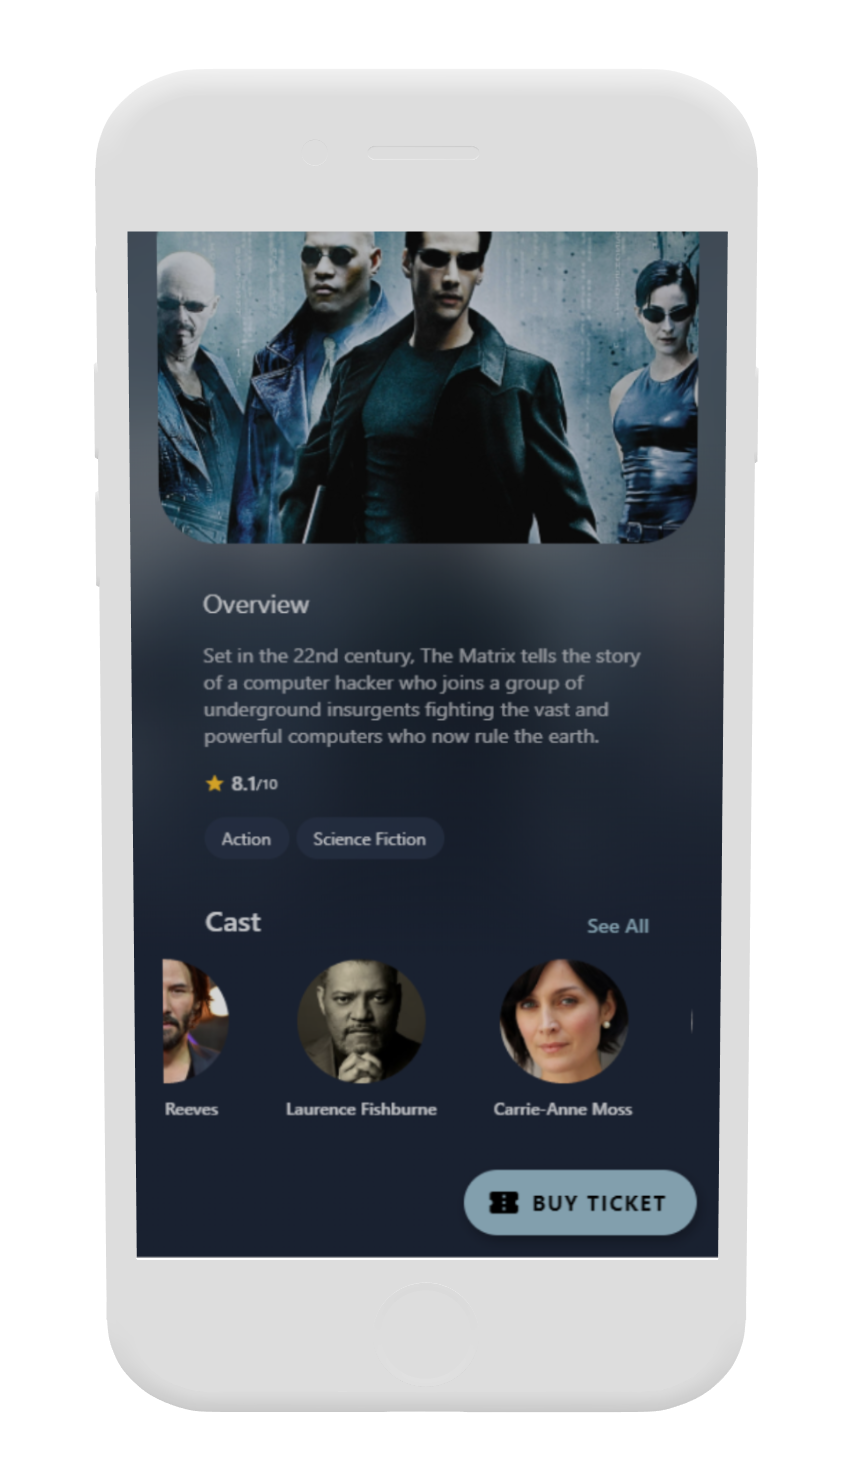 Overview
Set in the 22nd century, The Matrix tells the story
of a computer hacker who joins a group of
underground insurgents fighting the vast and
powerful computers who now rule the earth.
8.1/10
Action Science Fiction
Cast See All
Reeves Laurence Fishburne Carrie-Anne Moss
BUY TICKET